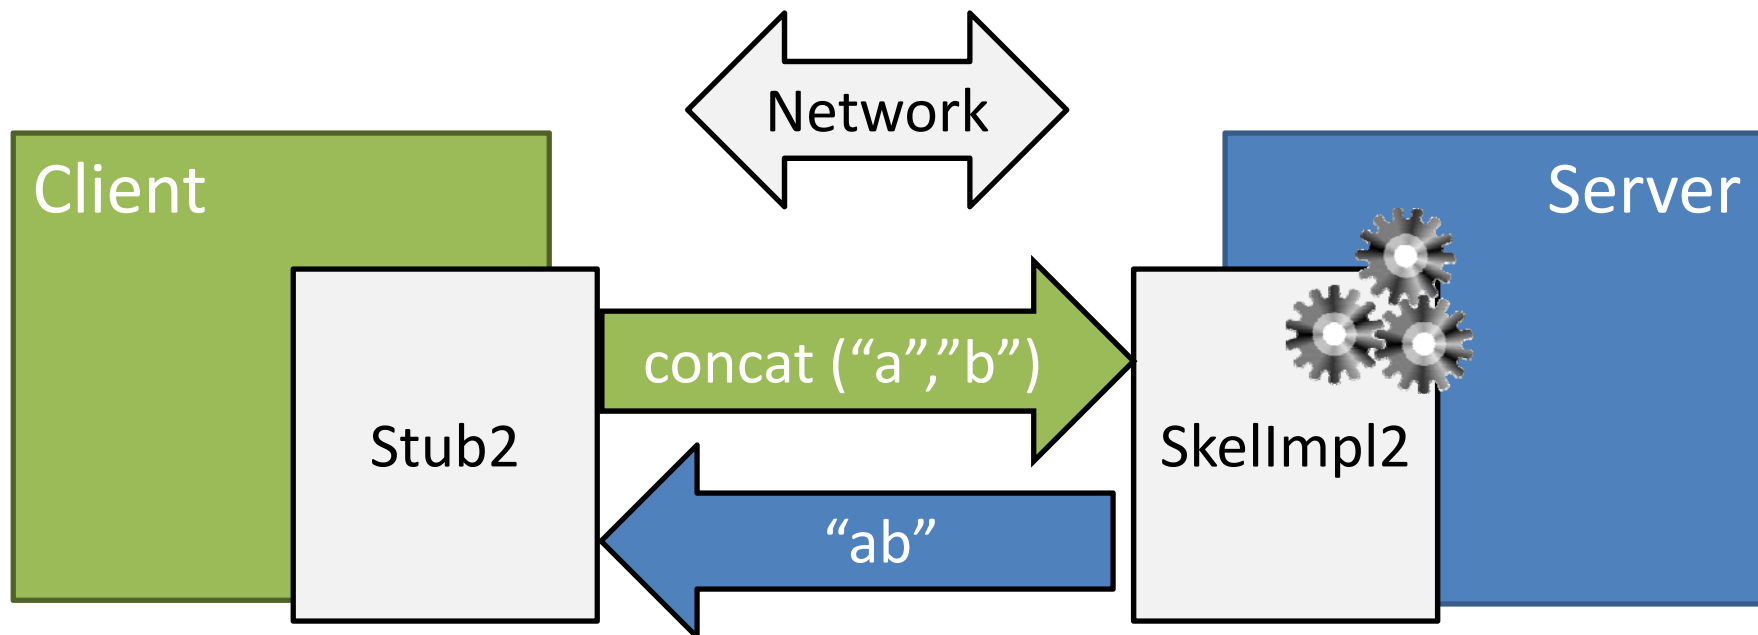 Network
Client
Server
concat (“a”,”b”)
Stub2
SkelImpl2
“ab”